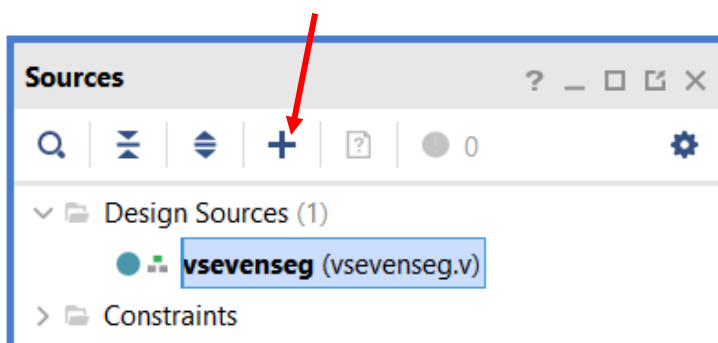 Sources ?
0
Design Sources (1)
vsevenseg (vsevenseg.v)
Constraints